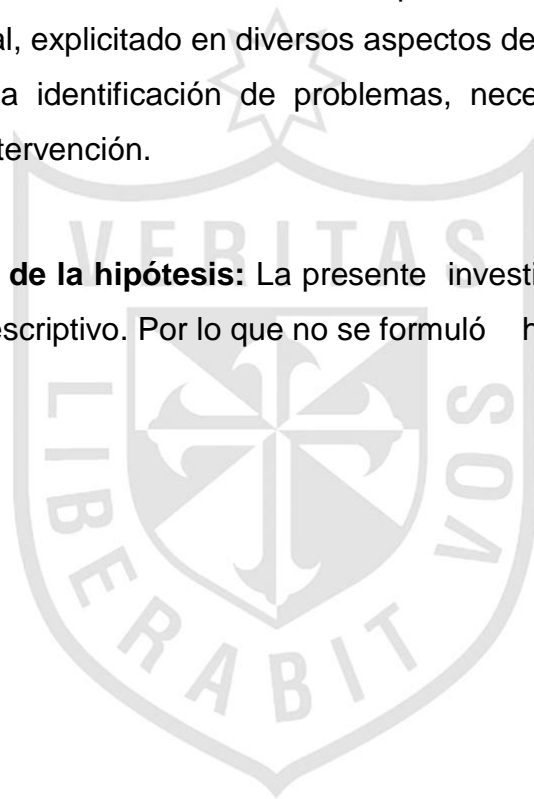 al, explicitado en diversos aspectos de
a identificación de problemas, nece
tervención.
de la hipótesis: La presente investi
escriptivo. Por lo que no se formuló h
VERITAS
LIBERABIT VOS